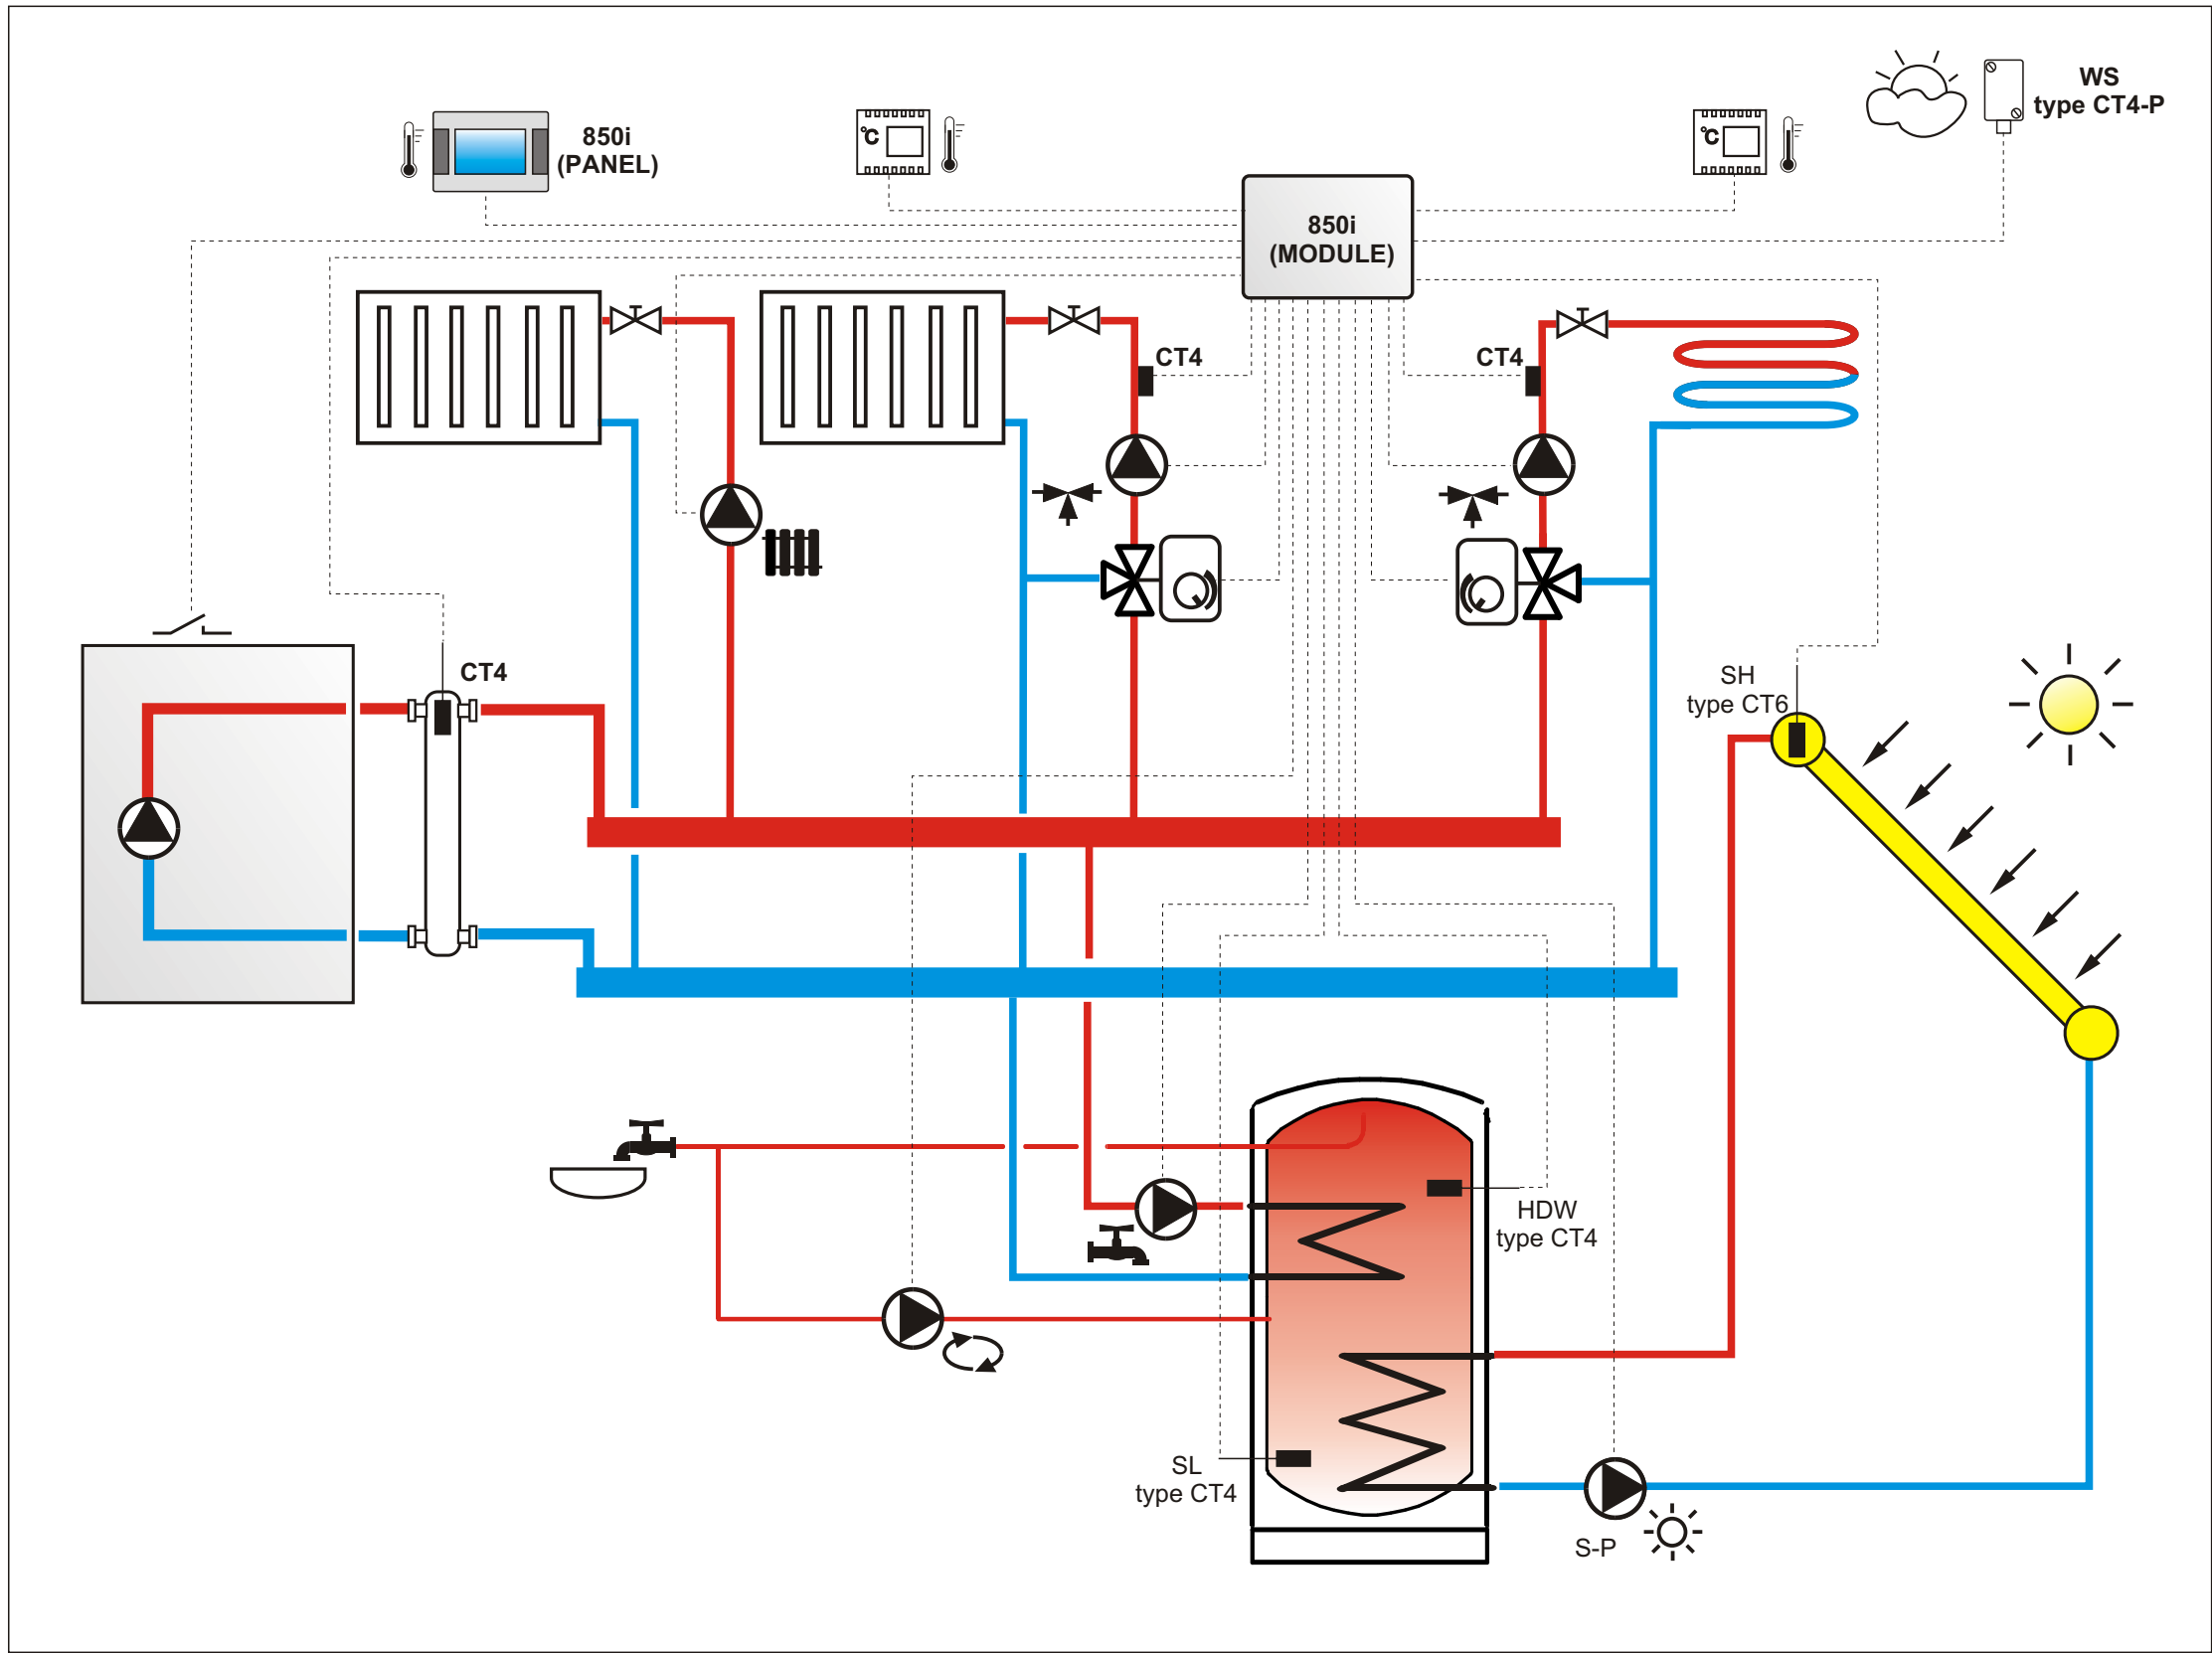 850i
(PANEL)
°C
°C
WS
type CT4-P
850i
(MODULE)
CT4
CT4
CT4
SH
type CT6
HDW
type CT4
SL
type CT4
S-P